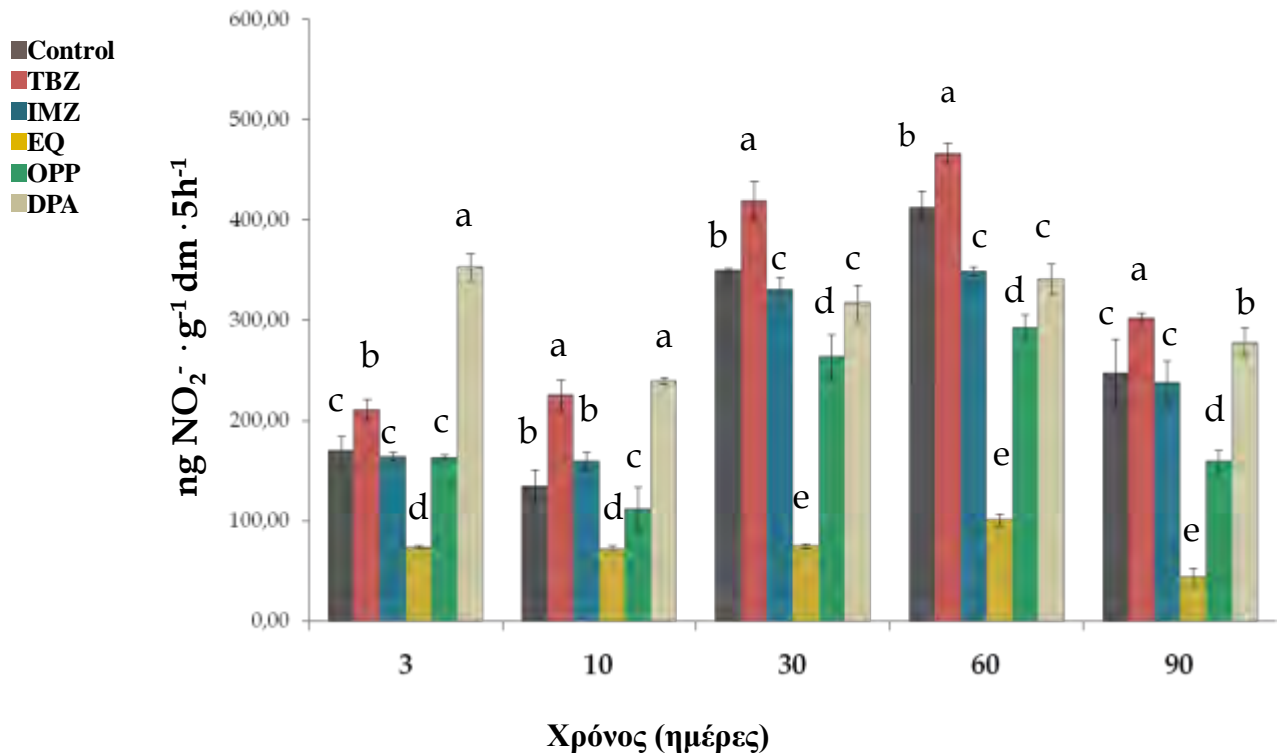 600,00
500,00
400,00
300,00
200,00
100,00
0,00
Control
TBZ
IMZ
EQ
OPP
DPA
ng NO₂⁻ · g⁻¹ dm · 5h⁻¹
c b c d c a
b a b d c a
b a c e d c
b a c e d c
c a c e d b
3 10 30 60 90
Χρόνος (ημέρες)